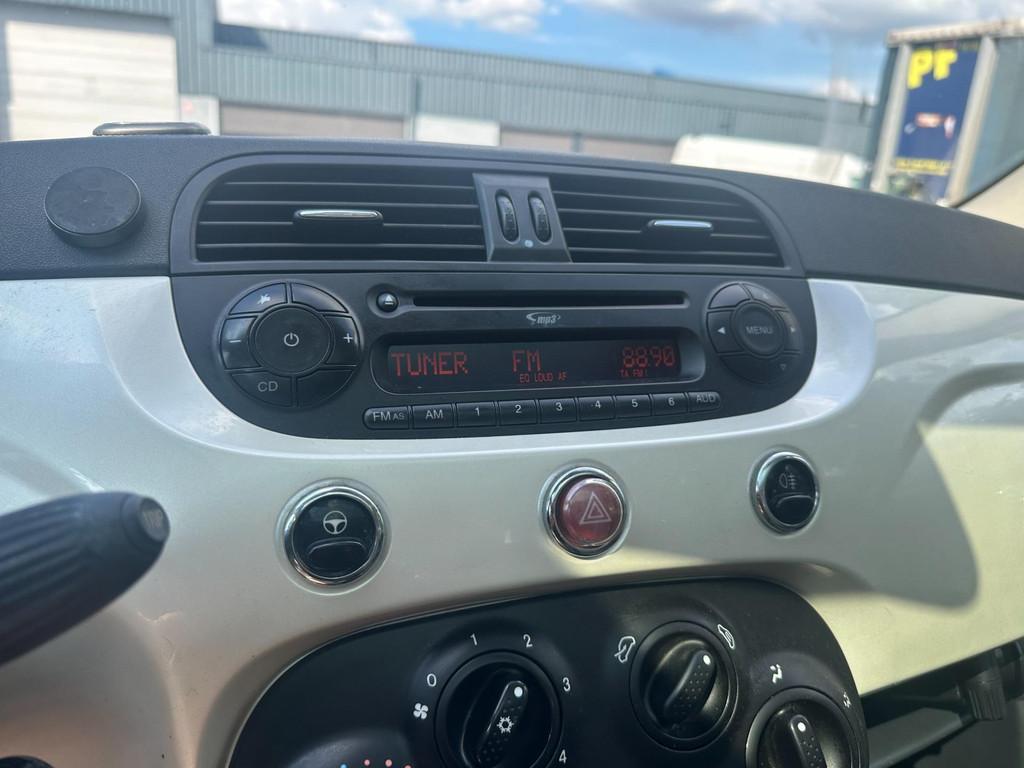 mp3
MENU
TUNER FM 88.90
EQ LOUD AF TA FM 1
CD
FM AS AM 1 2 3 4 5 6 AUD
0 1 2 3 4